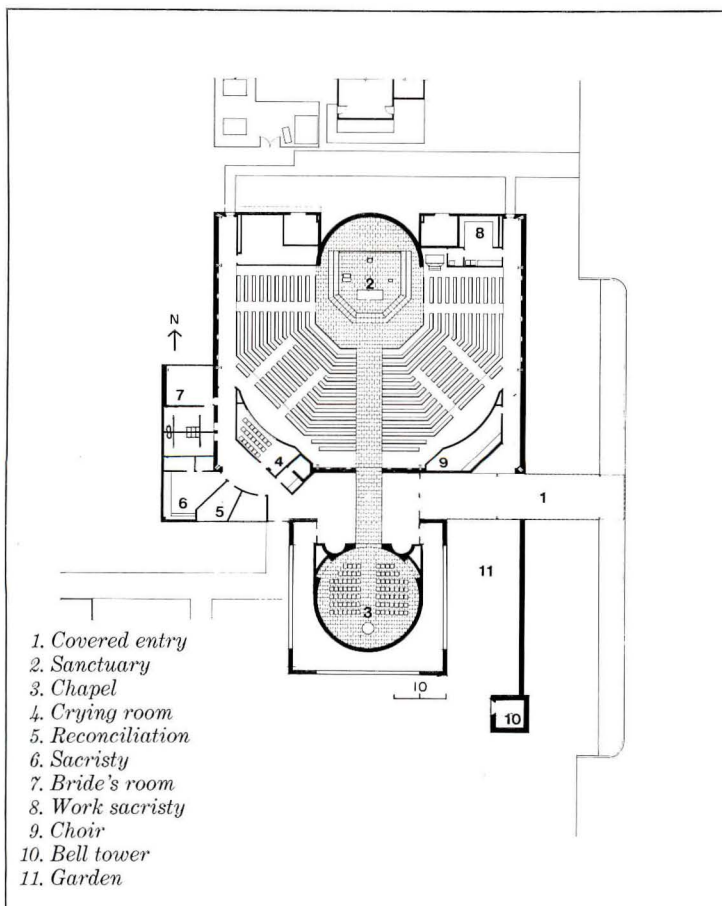 8
2
N
7
4
9
6
5
1
11
3
10
10
1. Covered entry
2. Sanctuary
3. Chapel
4. Crying room
5. Reconciliation
6. Sacristy
7. Bride's room
8. Work sacristy
9. Choir
10. Bell tower
11. Garden